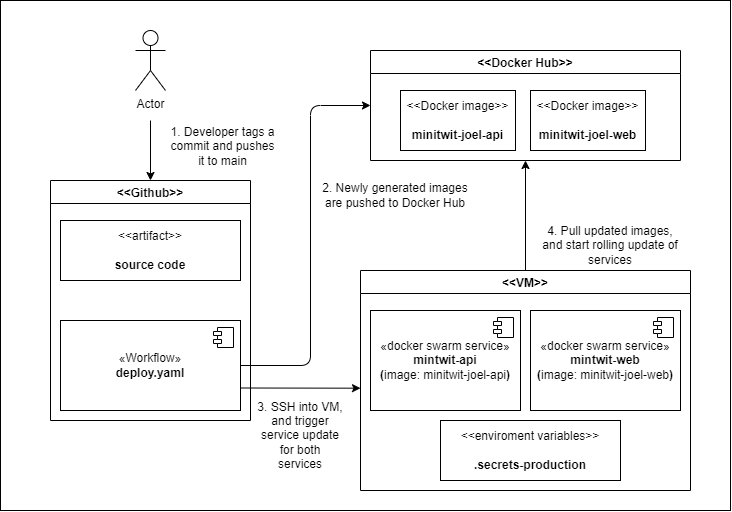 Actor
1. Developer tags a
commit and pushes
it to main
<<Docker Hub>>
<<Docker image>>
minitwit-joel-api
<<Docker image>>
minitwit-joel-web
2. Newly generated images
are pushed to Docker Hub
<<Github>>
<<artifact>>
source code
«Workflow»
deploy.yaml
3. SSH into VM,
and trigger
service update
for both
services
4. Pull updated images,
and start rolling update of
services
<<VM>>
«docker swarm service»
mintwit-api
(image: minitwit-joel-api)
«docker swarm service»
mintwit-web
(image: minitwit-joel-web)
<<enviroment variables>>
.secrets-production